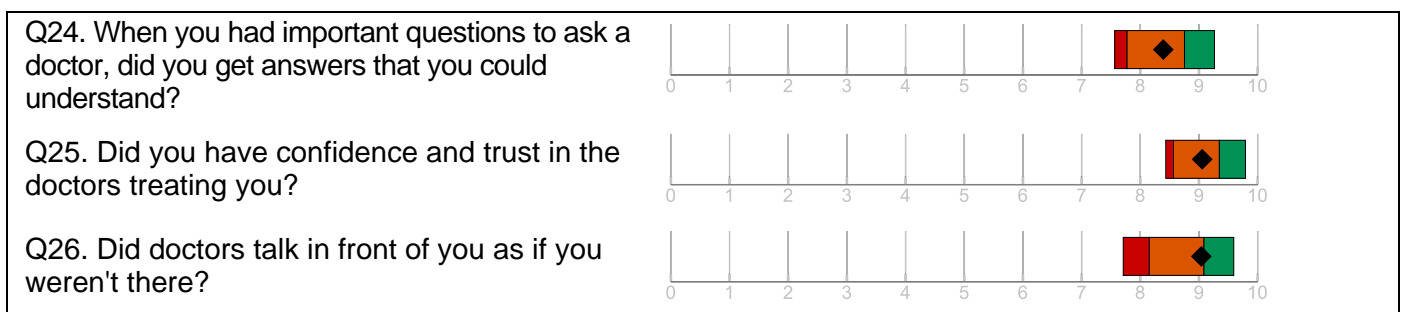 Q24. When you had important questions to ask a
doctor, did you get answers that you could
understand?
0 1 2 3 4 5 6 7 8 9 10
Q25. Did you have confidence and trust in the
doctors treating you?
0 1 2 3 4 5 6 7 8 9 10
Q26. Did doctors talk in front of you as if you
weren't there?
0 1 2 3 4 5 6 7 8 9 10